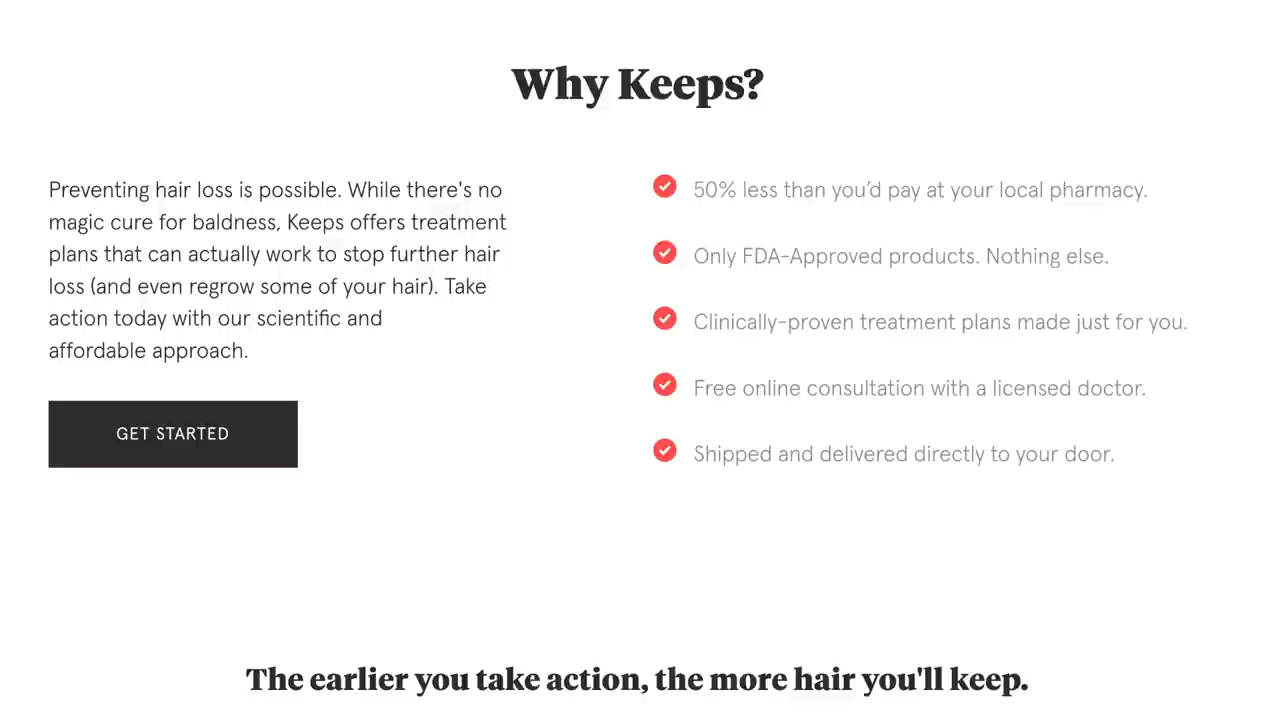 Why Keeps?
Preventing hair loss is possible. While there's no
magic cure for baldness, Keeps offers treatment
plans that can actually work to stop further hair
loss (and even regrow some of your hair). Take
action today with our scientific and
affordable approach.
GET STARTED
50% less than you’d pay at your local pharmacy.
Only FDA-Approved products. Nothing else.
Clinically-proven treatment plans made just for you.
Free online consultation with a licensed doctor.
Shipped and delivered directly to your door.
The earlier you take action, the more hair you'll keep.